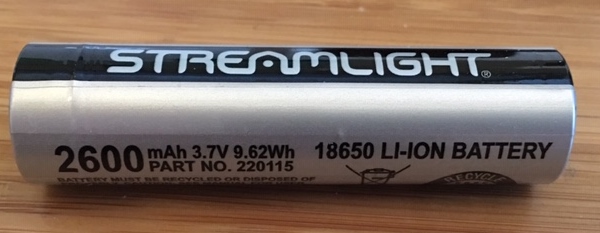 STREAMLIGHT®
2600 mAh 3.7V 9.62Wh
PART NO. 220115
18650 LI-ION BATTERY
BATTERY MUST BE RECYCLED OR DISPOSED OF
RECYCLE